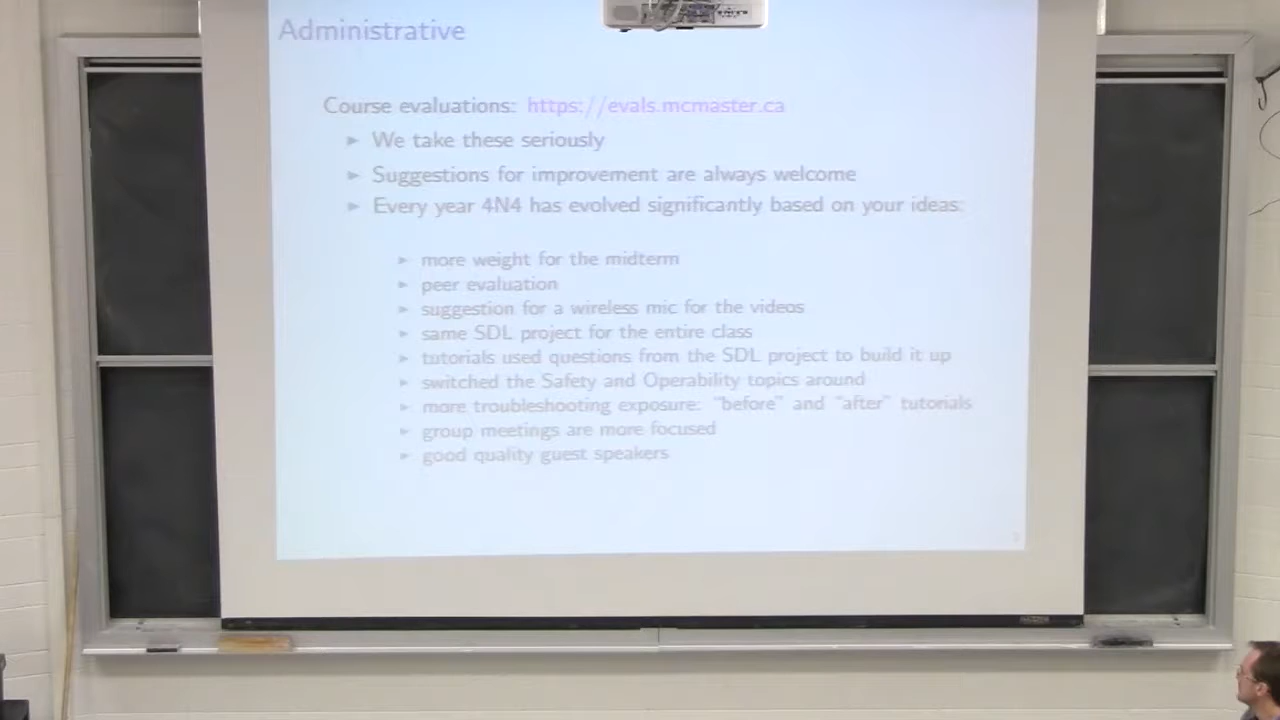 Administrative
Course evaluations: https://evals.mcmaster.ca
► We take these seriously
► Suggestions for improvement are always welcome
► Every year 4N4 has evolved significantly based on your ideas:
► more weight for the midterm
► peer evaluation
► suggestion for a wireless mic for the videos
► same SDL project for the entire class
► tutorials used questions from the SDL project to build it up
► switched the Safety and Operability topics around
► more troubleshooting exposure: "before" and "after" tutorials
► group meetings are more focused
► good quality guest speakers